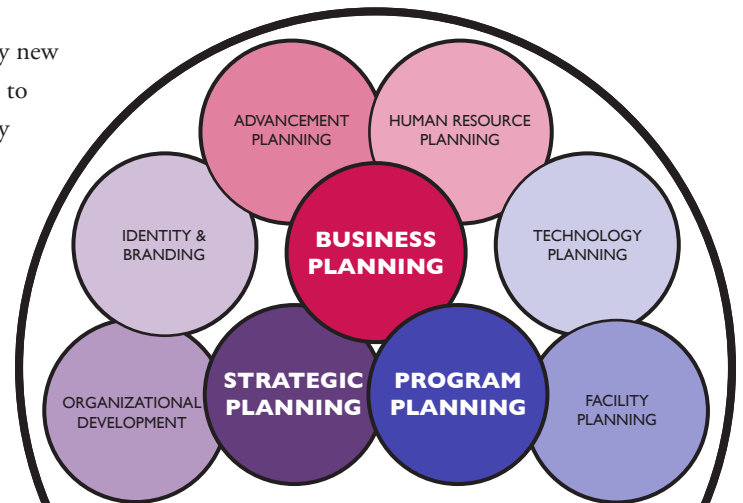 y new
to
y
ADVANCEMENT
PLANNING
HUMAN RESOURCE
PLANNING
IDENTITY &
BRANDING
BUSINESS
PLANNING
TECHNOLOGY
PLANNING
ORGANIZATIONAL
DEVELOPMENT
STRATEGIC
PLANNING
PROGRAM
PLANNING
FACILITY
PLANNING